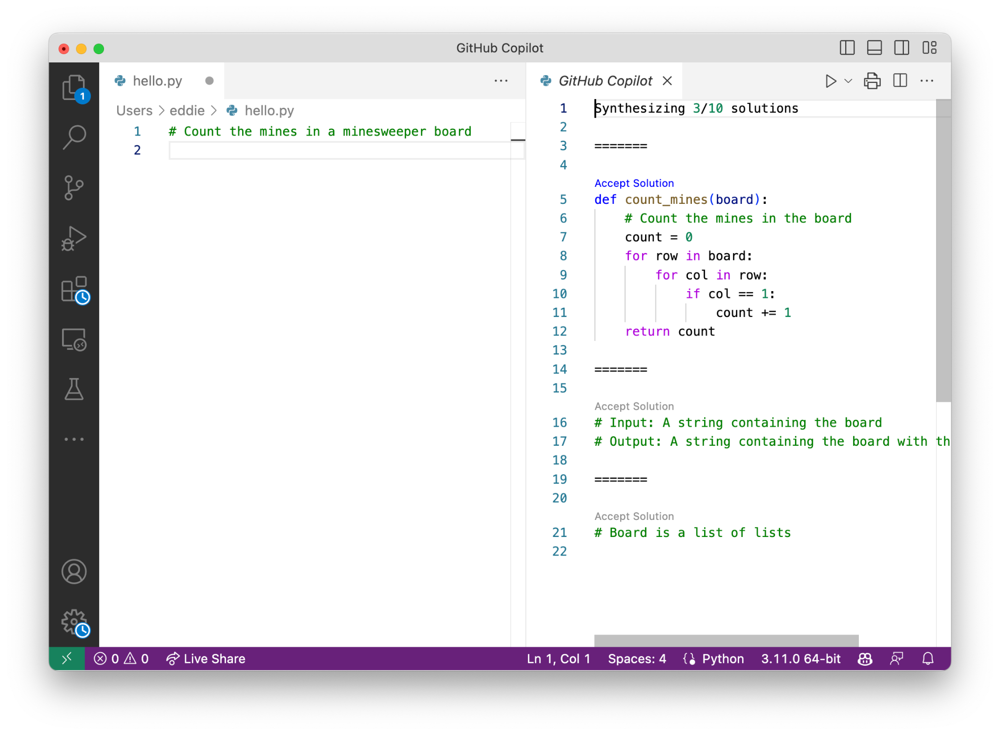 GitHub Copilot
1
hello.py
Users > eddie > hello.py
1 # Count the mines in a minesweeper board
2
GitHub Copilot
1 Synthesizing 3/10 solutions
2
3 =======
4
Accept Solution
5 def count_mines(board):
6     # Count the mines in the board
7     count = 0
8     for row in board:
9         for col in row:
10             if col == 1:
11                 count += 1
12     return count
13
14 =======
15
Accept Solution
16 # Input: A string containing the board
17 # Output: A string containing the board with th
18
19 =======
20
Accept Solution
21 # Board is a list of lists
22
0 0 Live Share Ln 1, Col 1 Spaces: 4 Python 3.11.0 64-bit